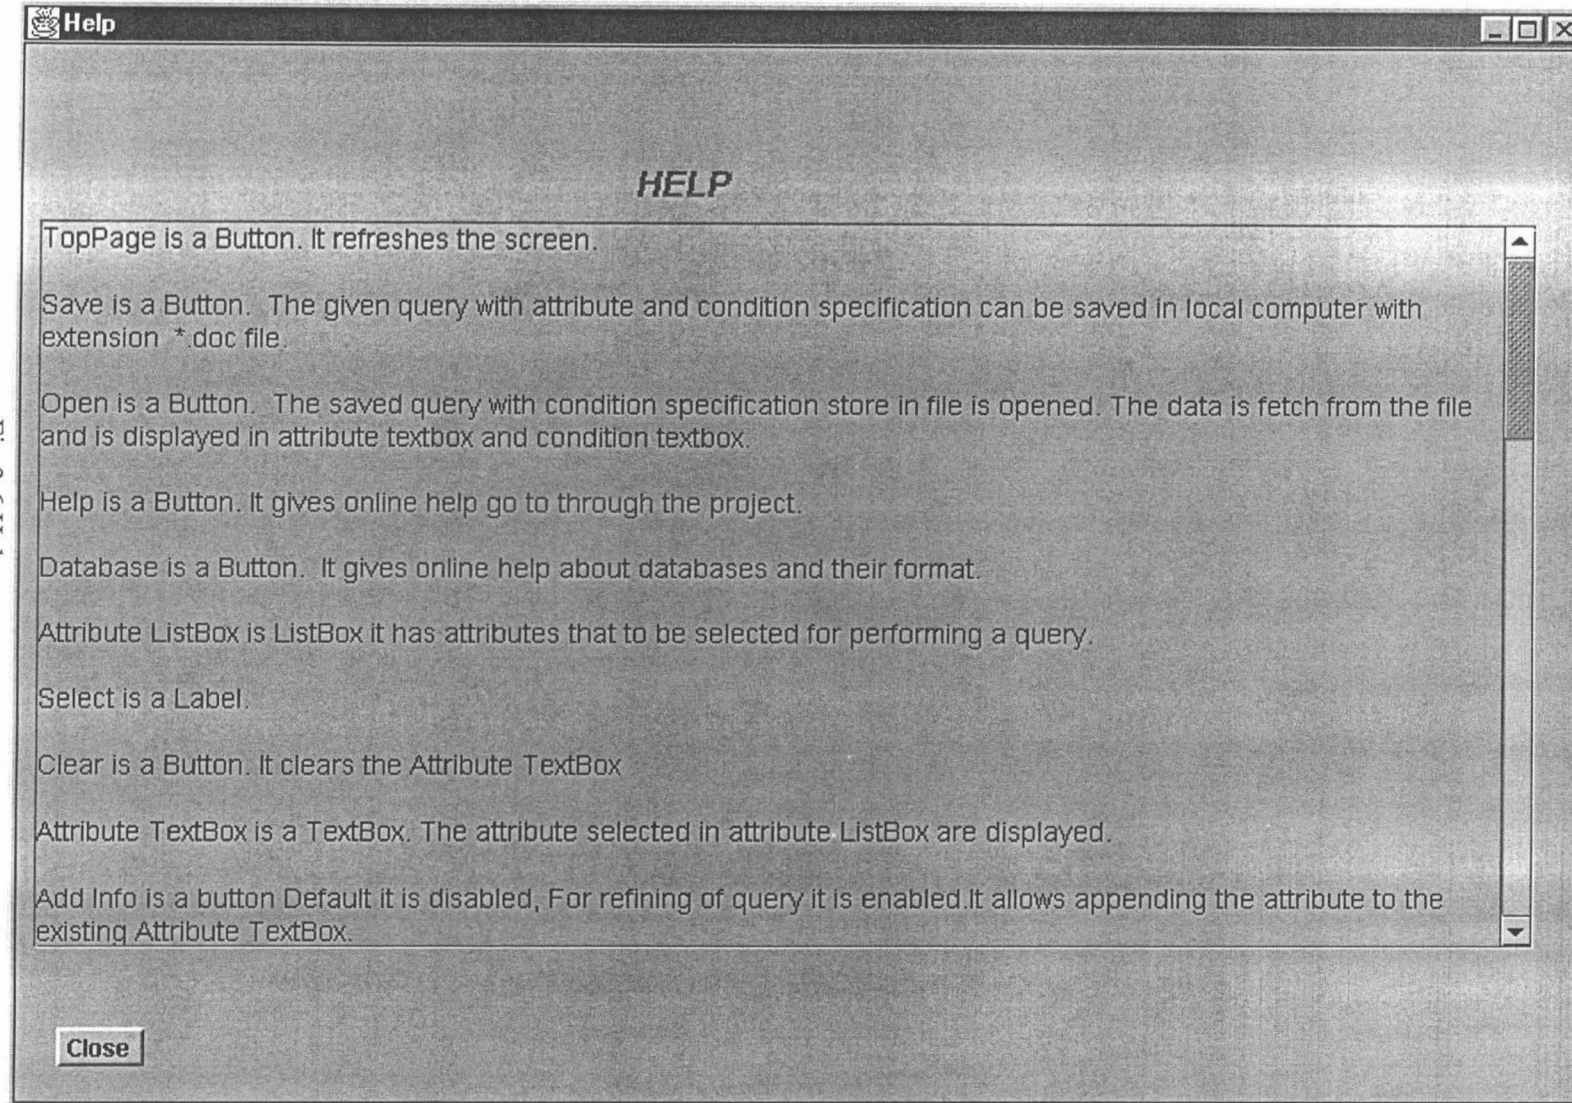 Help
HELP
TopPage is a Button. It refreshes the screen.
Save is a Button.  The given query with attribute and condition specification can be saved in local computer with
extension  *.doc file.
Open is a Button.  The saved query with condition specification store in file is opened. The data is fetch from the file
and is displayed in attribute textbox and condition textbox.
Help is a Button. It gives online help go to through the project.
Database is a Button.  It gives online help about databases and their format.
Attribute ListBox is ListBox it has attributes that to be selected for performing a query.
Select is a Label.
Clear is a Button. It clears the Attribute TextBox
Attribute TextBox is a TextBox. The attribute selected in attribute ListBox are displayed.
Add Info is a button Default it is disabled, For refining of query it is enabled.It allows appending the attribute to the
existing Attribute TextBox.
Close